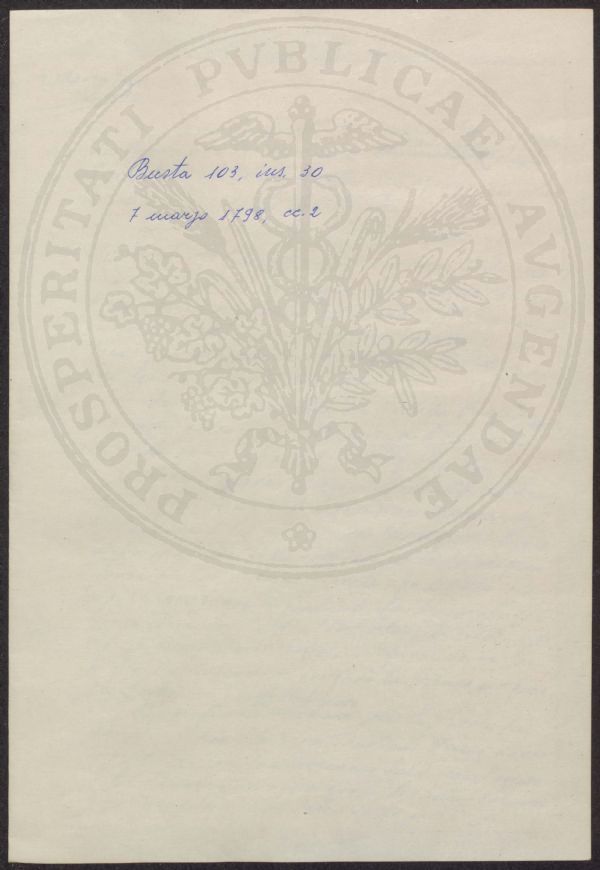 Busta 103, ins. 30
7 marzo 1798, cc. 2
PROSPERITATI PVBLICAE AVGENDAE